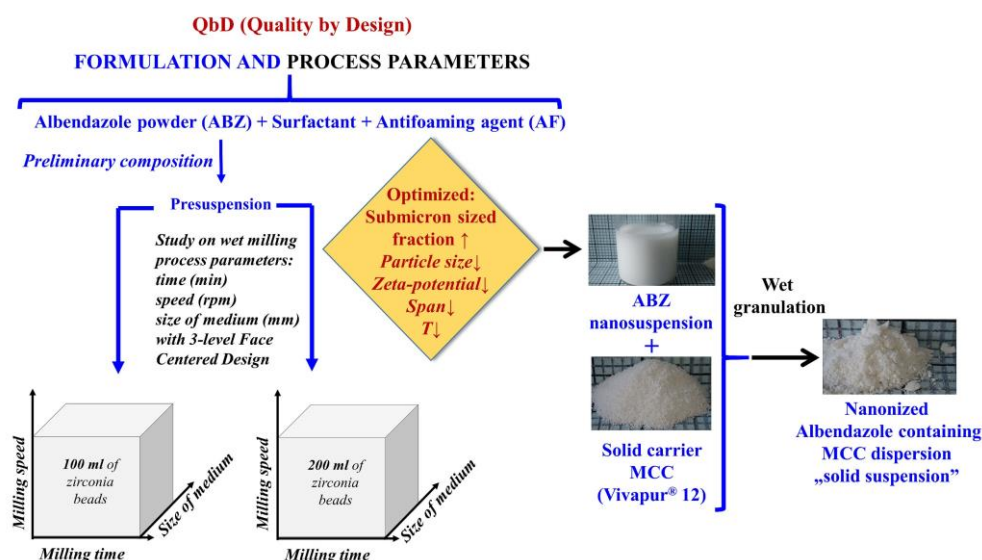 QbD (Quality by Design)
FORMULATION AND PROCESS PARAMETERS
Albendazole powder (ABZ) + Surfactant + Antifoaming agent (AF)
Preliminary composition
Presuspension
Study on wet milling
process parameters:
time (min)
speed (rpm)
size of medium (mm)
with 3-level Face
Centered Design
Optimized:
Submicron sized
fraction ↑
Particle size↓
Zeta-potential↓
Span↓
T↓
ABZ
nanosuspension
+
Solid carrier
MCC
(Vivapur® 12)
Wet
granulation
Nanonized
Albendazole containing
MCC dispersion
„solid suspension”
Milling speed
100 ml of
zirconia
beads
Size of medium
Milling time
Milling speed
200 ml of
zirconia
beads
Size of medium
Milling time